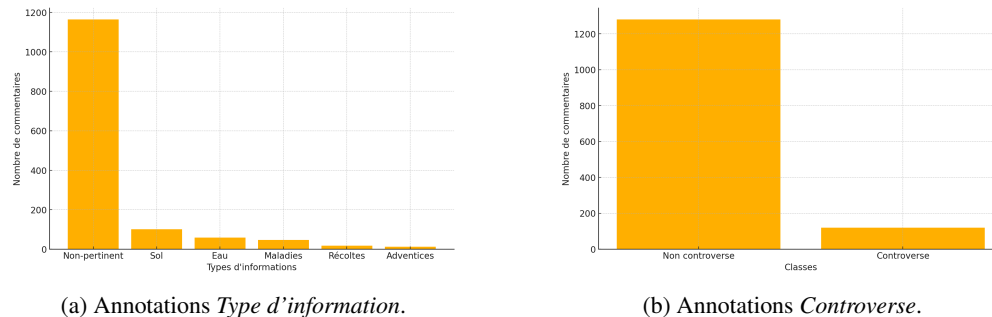 1200
1000
800
600
400
200
0
Nombre de commentaires
Non-pertinent Sol Eau Maladies Récoltes Adventices
Types d'informations
(a) Annotations Type d'information.
1200
1000
800
600
400
200
0
Nombre de commentaires
Non controverse Controverse
Classes
(b) Annotations Controverse.